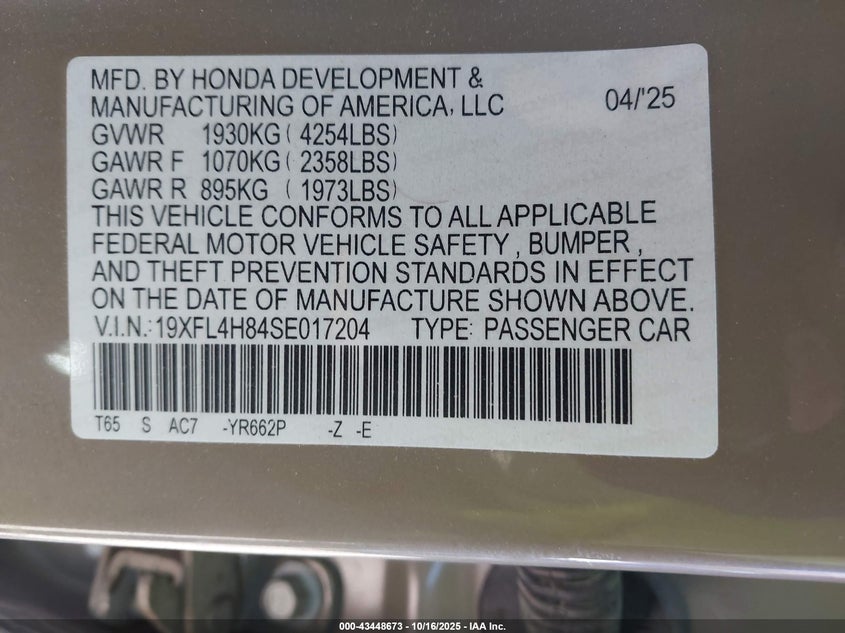 MFD. BY HONDA DEVELOPMENT &
MANUFACTURING OF AMERICA, LLC 04/'25
GVWR 1930KG ( 4254LBS)
GAWR F 1070KG ( 2358LBS)
GAWR R 895KG ( 1973LBS)
THIS VEHICLE CONFORMS TO ALL APPLICABLE
FEDERAL MOTOR VEHICLE SAFETY , BUMPER ,
AND THEFT PREVENTION STANDARDS IN EFFECT
ON THE DATE OF MANUFACTURE SHOWN ABOVE.
V.I.N.:19XFL4H84SE017204 TYPE: PASSENGER CAR
T65 S AC7 -YR662P -Z -E
000-43448673 - 10/16/2025 - IAA Inc.